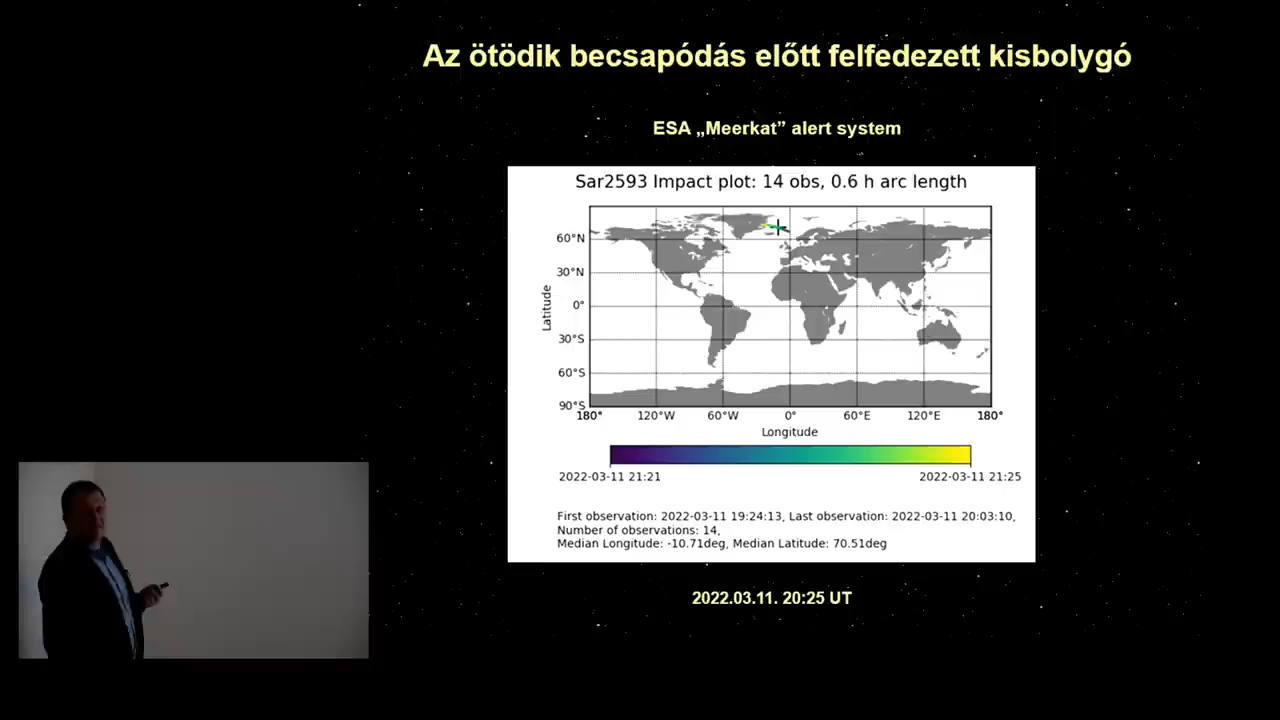 Az ötödik becsapódás előtt felfedezett kisbolygó
ESA „Meerkat” alert system
Sar2593 Impact plot: 14 obs, 0.6 h arc length
60°N
30°N
0°
30°S
60°S
90°S
Latitude
180° 120°W 60°W 0° 60°E 120°E 180°
Longitude
2022-03-11 21:21 2022-03-11 21:25
First observation: 2022-03-11 19:24:13, Last observation: 2022-03-11 20:03:10,
Number of observations: 14,
Median Longitude: -10.71deg, Median Latitude: 70.51deg
2022.03.11. 20:25 UT